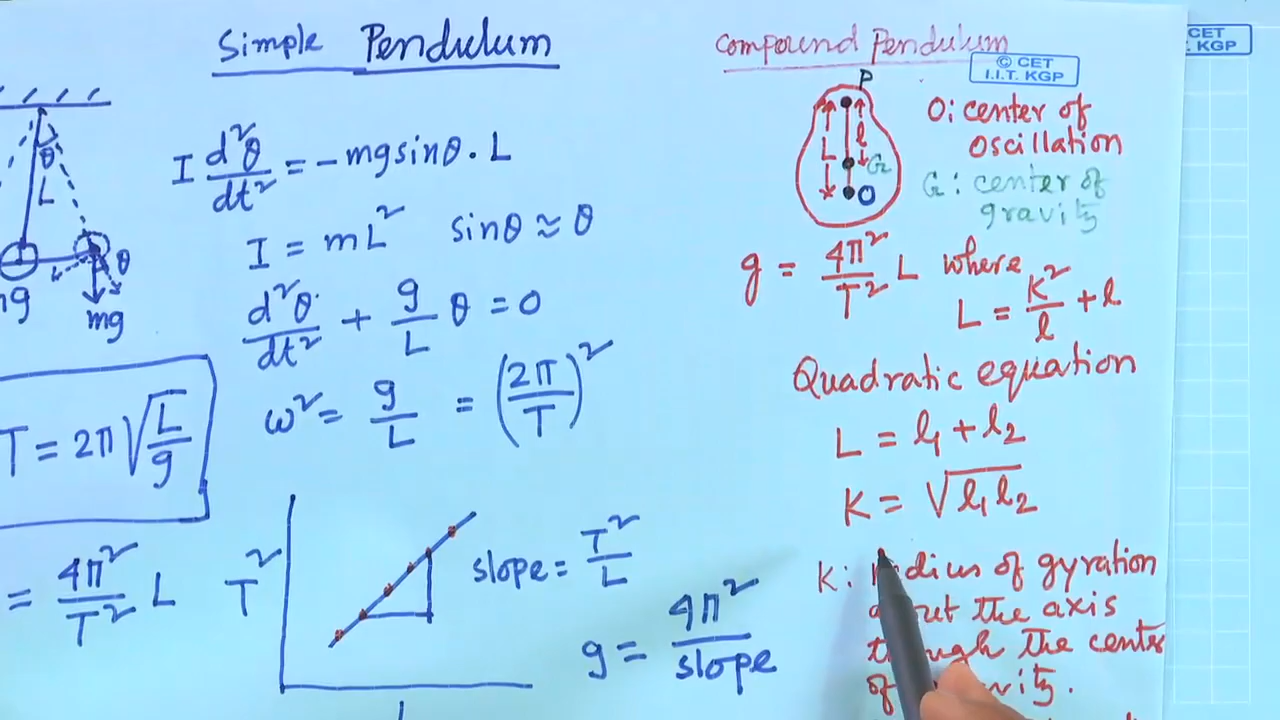 Simple Pendulum
θ
L
θ
mg
mg
I d²θ/dt² = -mg sinθ · L
I = mL² sinθ ≈ θ
d²θ/dt² + g/L θ = 0
ω² = g/L = (2π/T)²
T = 2π√(L/g)
= 4π²/T² L
T²
slope = T²/L
g = 4π²/slope
Compound Pendulum
© CET
I.I.T. KGP
CET
I.T. KGP
P
L
l
G
O
O: center of
oscillation
G: center of
gravity
g = 4π²/T² L where
L = K²/l + l
Quadratic equation
L = l₁ + l₂
K = √(l₁l₂)
K: radius of gyration
about the axis
through the center
of gravity.